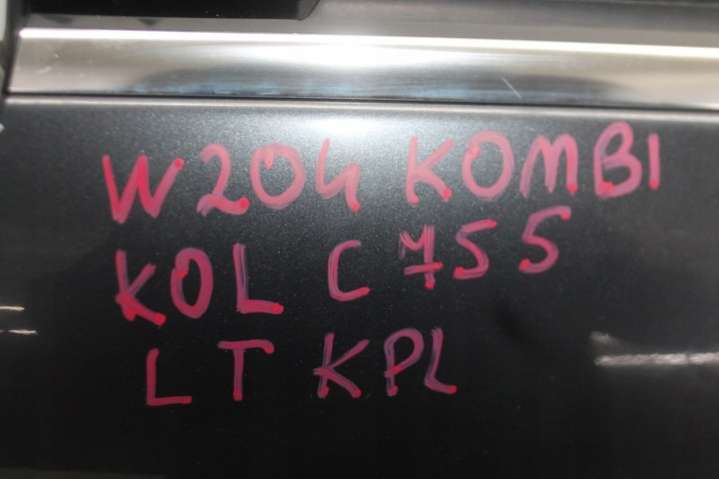 W204 KOMBI
KOL C755
LT KPL